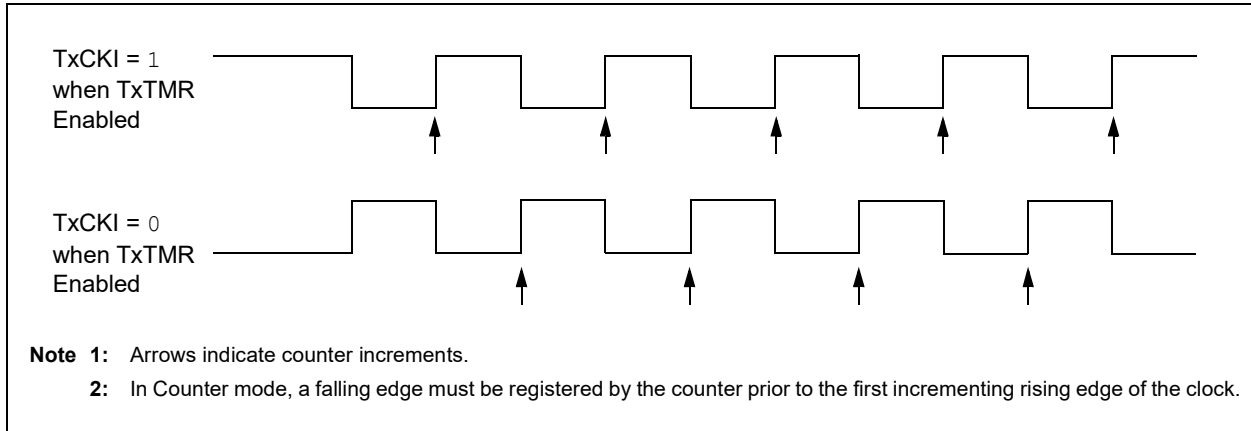 TxCKI = 1
when TxTMR
Enabled
TxCKI = 0
when TxTMR
Enabled
Note 1: Arrows indicate counter increments.
2: In Counter mode, a falling edge must be registered by the counter prior to the first incrementing rising edge of the clock.